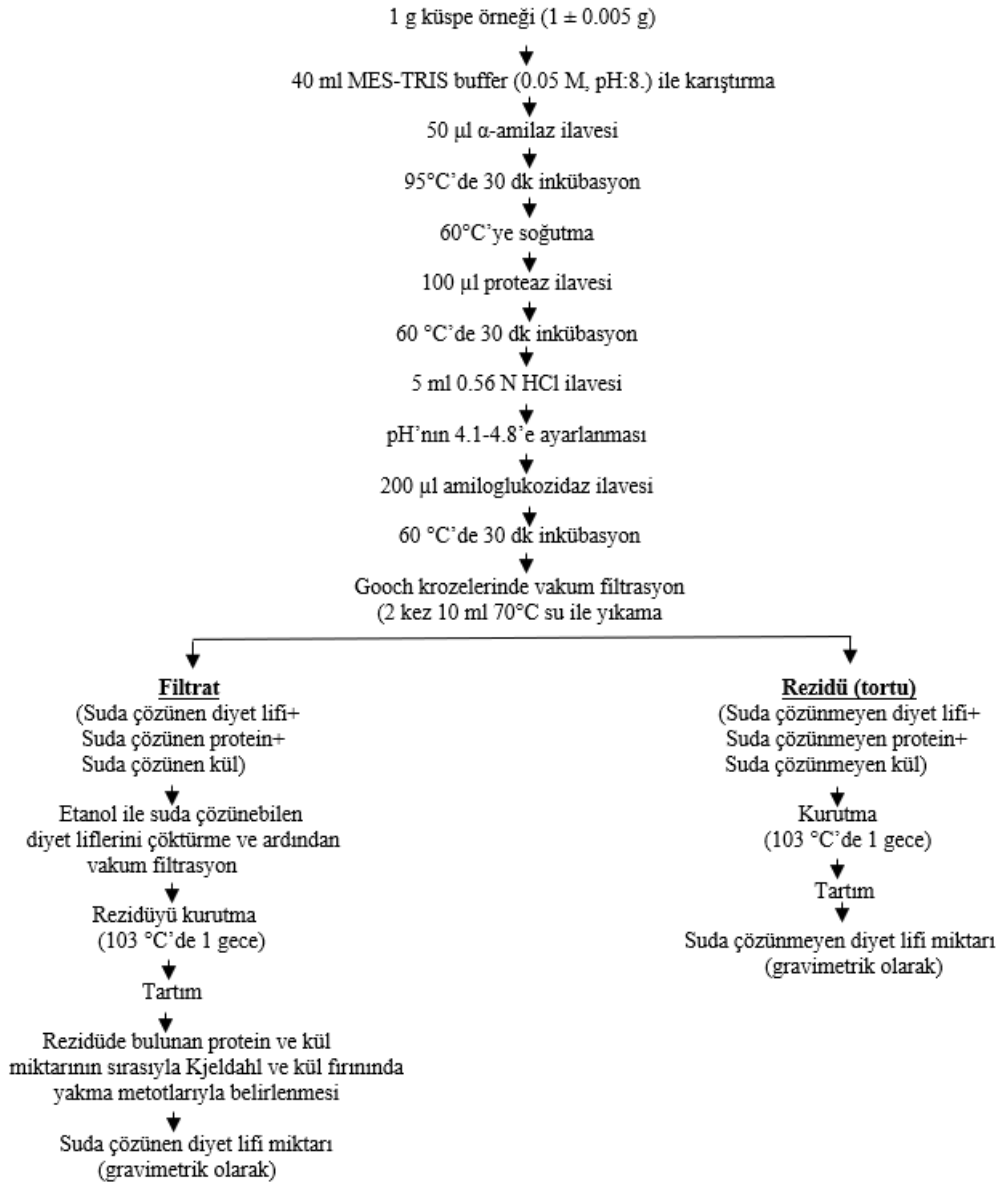 1 g küspe örneği (1 ± 0.005 g)
40 ml MES-TRIS buffer (0.05 M, pH:8.) ile karıştırma
50 µl α-amilaz ilavesi
95°C’de 30 dk inkübasyon
60°C’ye soğutma
100 µl proteaz ilavesi
60 °C’de 30 dk inkübasyon
5 ml 0.56 N HCl ilavesi
pH’nın 4.1-4.8’e ayarlanması
200 µl amiloglukozidaz ilavesi
60 °C’de 30 dk inkübasyon
Gooch krozelerinde vakum filtrasyon
(2 kez 10 ml 70°C su ile yıkama
Filtrat
(Suda çözünen diyet lifi+
Suda çözünen protein+
Suda çözünen kül)
Etanol ile suda çözünebilen
diyet liflerini çöktürme ve ardından
vakum filtrasyon
Rezidüyü kurutma
(103 °C’de 1 gece)
Tartım
Rezidüde bulunan protein ve kül
miktarının sırasıyla Kjeldahl ve kül fırınında
yakma metotlarıyla belirlenmesi
Suda çözünen diyet lifi miktarı
(gravimetrik olarak)
Rezidü (tortu)
(Suda çözünmeyen diyet lifi+
Suda çözünmeyen protein+
Suda çözünmeyen kül)
Kurutma
(103 °C’de 1 gece)
Tartım
Suda çözünmeyen diyet lifi miktarı
(gravimetrik olarak)